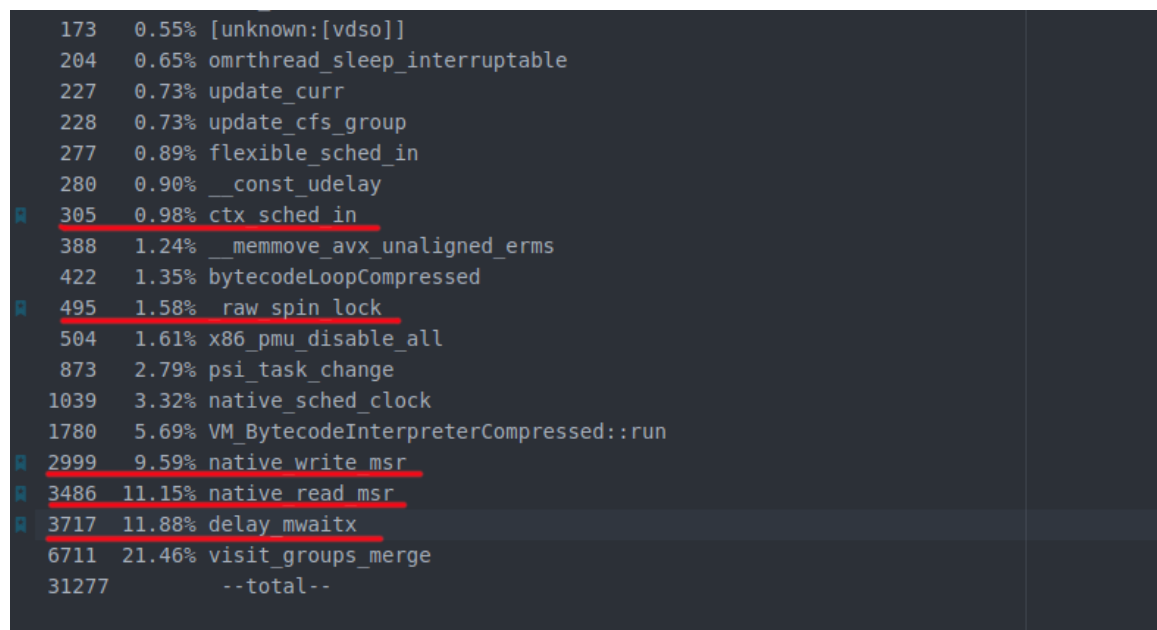 173 0.55% [unknown:[vdso]]
204 0.65% omrthread_sleep_interruptable
227 0.73% update_curr
228 0.73% update_cfs_group
277 0.89% flexible_sched_in
280 0.90% __const_udelay
305 0.98% ctx_sched_in
388 1.24% __memmove_avx_unaligned_erms
422 1.35% bytecodeLoopCompressed
495 1.58% _raw_spin_lock
504 1.61% x86_pmu_disable_all
873 2.79% psi_task_change
1039 3.32% native_sched_clock
1780 5.69% VM_BytecodeInterpreterCompressed::run
2999 9.59% native_write_msr
3486 11.15% native_read_msr
3717 11.88% delay_mwaitx
6711 21.46% visit_groups_merge
31277 --total--